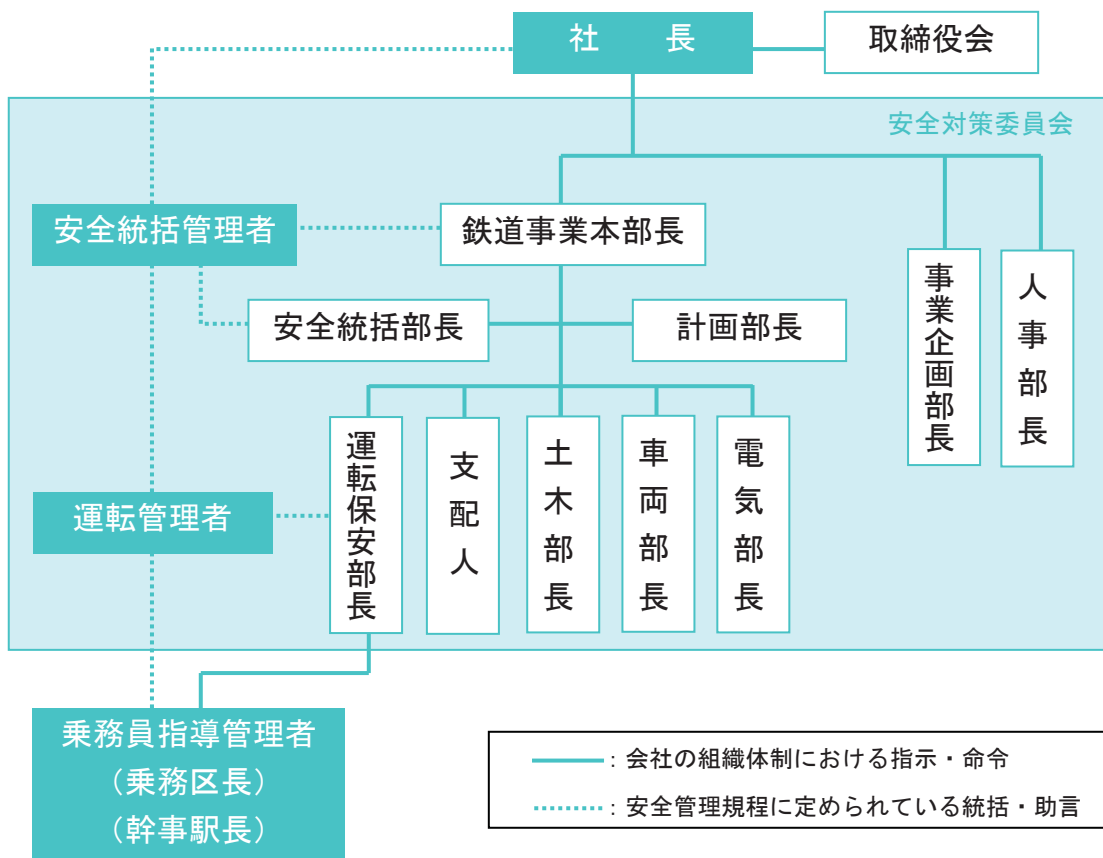 社　　長
取締役会
安全対策委員会
安全統括管理者
鉄道事業本部長
事業企画部長
人事部長
安全統括部長
計画部長
運転保安部長
支配人
土木部長
車両部長
電気部長
運転管理者
乗務員指導管理者
（乗務区長）
（幹事駅長）
：会社の組織体制における指示・命令
：安全管理規程に定められている統括・助言